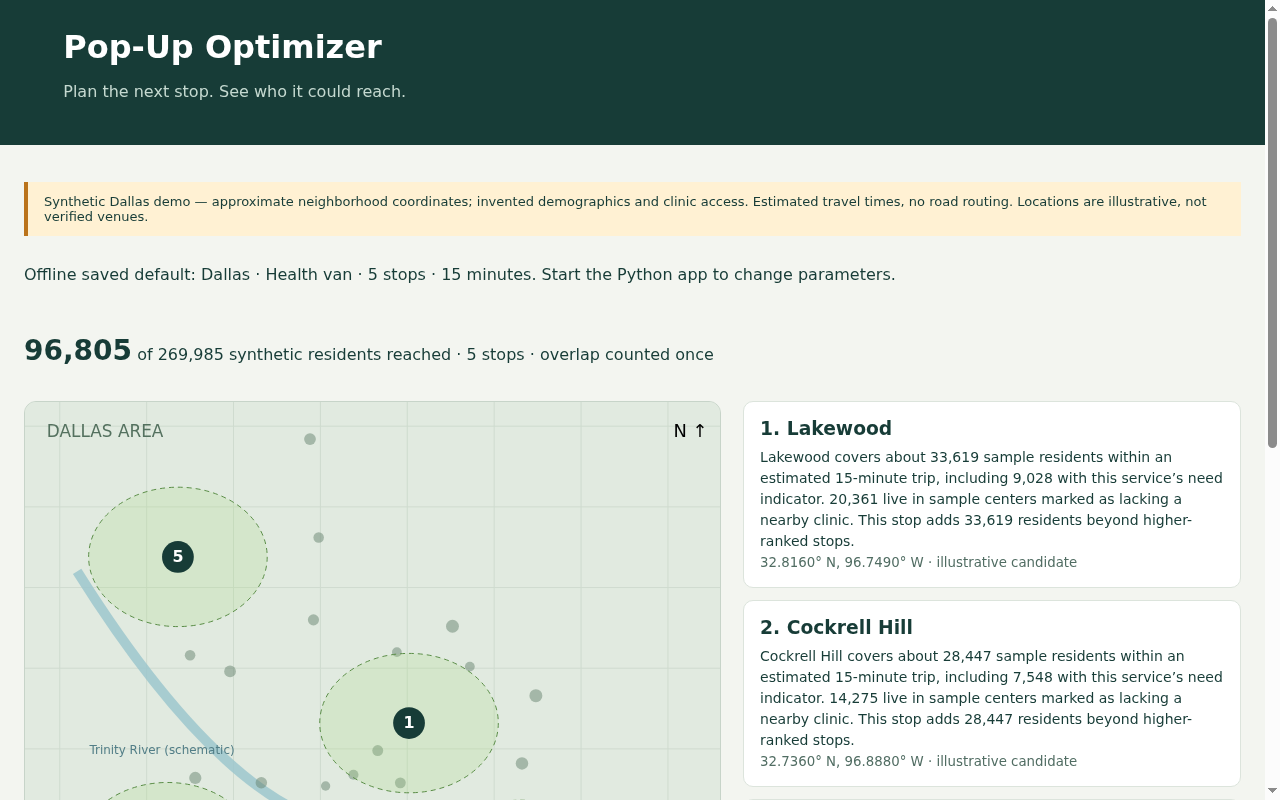 Pop-Up Optimizer
Plan the next stop. See who it could reach.
Synthetic Dallas demo — approximate neighborhood coordinates; invented demographics and clinic access. Estimated travel times, no road routing. Locations are illustrative, not
verified venues.
Offline saved default: Dallas · Health van · 5 stops · 15 minutes. Start the Python app to change parameters.
96,805 of 269,985 synthetic residents reached · 5 stops · overlap counted once
DALLAS AREA
N ↑
5
1
Trinity River (schematic)
1. Lakewood
Lakewood covers about 33,619 sample residents within an
estimated 15-minute trip, including 9,028 with this service’s need
indicator. 20,361 live in sample centers marked as lacking a
nearby clinic. This stop adds 33,619 residents beyond higher-
ranked stops.
32.8160° N, 96.7490° W · illustrative candidate
2. Cockrell Hill
Cockrell Hill covers about 28,447 sample residents within an
estimated 15-minute trip, including 7,548 with this service’s need
indicator. 14,275 live in sample centers marked as lacking a
nearby clinic. This stop adds 28,447 residents beyond higher-
ranked stops.
32.7360° N, 96.8880° W · illustrative candidate